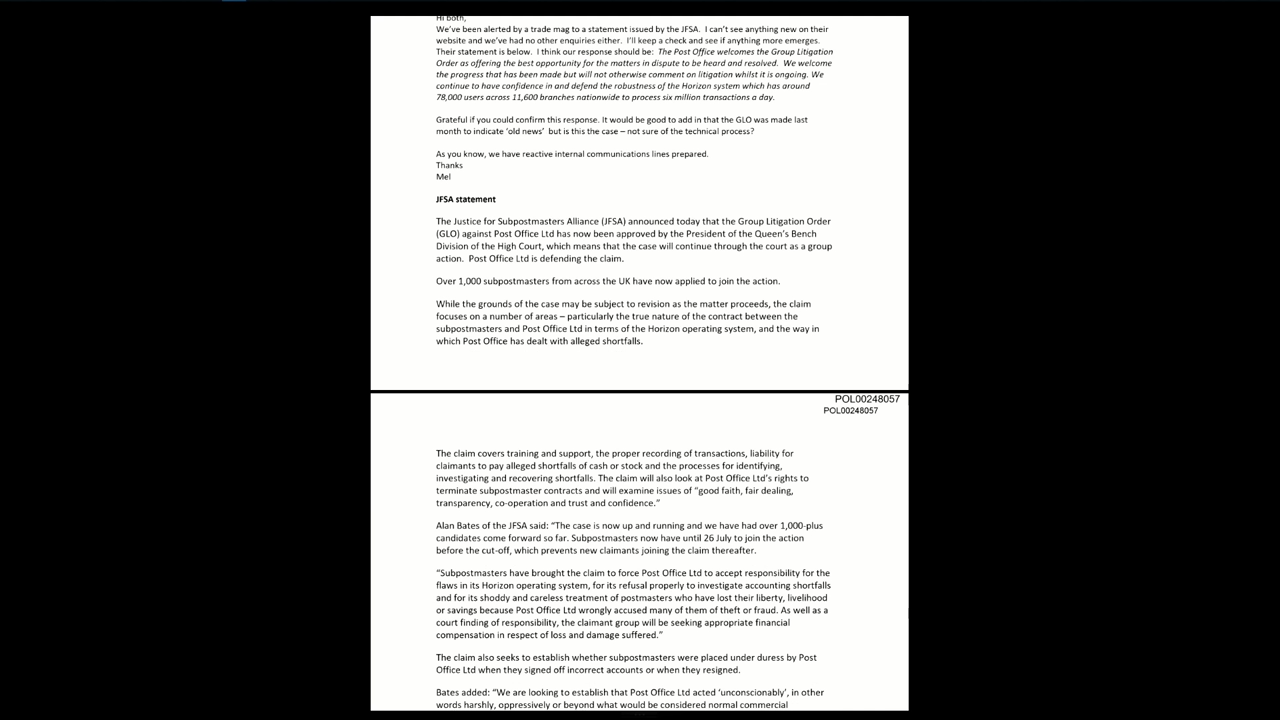 Hi both,
We've been alerted by a trade mag to a statement issued by the JFSA.  I can't see anything new on their
website and we've had no other enquiries either.  I'll keep a check and see if anything more emerges.
Their statement is below.  I think our response should be:  The Post Office welcomes the Group Litigation
Order as offering the best opportunity for the matters in dispute to be heard and resolved.  We welcome
the progress that has been made but will not otherwise comment on litigation whilst it is ongoing. We
continue to have confidence in and defend the robustness of the Horizon system which has around
78,000 users across 11,600 branches nationwide to process six million transactions a day.
Grateful if you could confirm this response. It would be good to add in that the GLO was made last
month to indicate 'old news'  but is this the case – not sure of the technical process?
As you know, we have reactive internal communications lines prepared.
Thanks
Mel
JFSA statement
The Justice for Subpostmasters Alliance (JFSA) announced today that the Group Litigation Order
(GLO) against Post Office Ltd has now been approved by the President of the Queen's Bench
Division of the High Court, which means that the case will continue through the court as a group
action.  Post Office Ltd is defending the claim.
Over 1,000 subpostmasters from across the UK have now applied to join the action.
While the grounds of the case may be subject to revision as the matter proceeds, the claim
focuses on a number of areas – particularly the true nature of the contract between the
subpostmasters and Post Office Ltd in terms of the Horizon operating system, and the way in
which Post Office has dealt with alleged shortfalls.
POL00248057
POL00248057
The claim covers training and support, the proper recording of transactions, liability for
claimants to pay alleged shortfalls of cash or stock and the processes for identifying,
investigating and recovering shortfalls. The claim will also look at Post Office Ltd's rights to
terminate subpostmaster contracts and will examine issues of "good faith, fair dealing,
transparency, co-operation and trust and confidence."
Alan Bates of the JFSA said: "The case is now up and running and we have had over 1,000-plus
candidates come forward so far. Subpostmasters now have until 26 July to join the action
before the cut-off, which prevents new claimants joining the claim thereafter.
"Subpostmasters have brought the claim to force Post Office Ltd to accept responsibility for the
flaws in its Horizon operating system, for its refusal properly to investigate accounting shortfalls
and for its shoddy and careless treatment of postmasters who have lost their liberty, livelihood
or savings because Post Office Ltd wrongly accused many of them of theft or fraud. As well as a
court finding of responsibility, the claimant group will be seeking appropriate financial
compensation in respect of loss and damage suffered."
The claim also seeks to establish whether subpostmasters were placed under duress by Post
Office Ltd when they signed off incorrect accounts or when they resigned.
Bates added: "We are looking to establish that Post Office Ltd acted 'unconscionably', in other
words harshly, oppressively or beyond what would be considered normal commercial